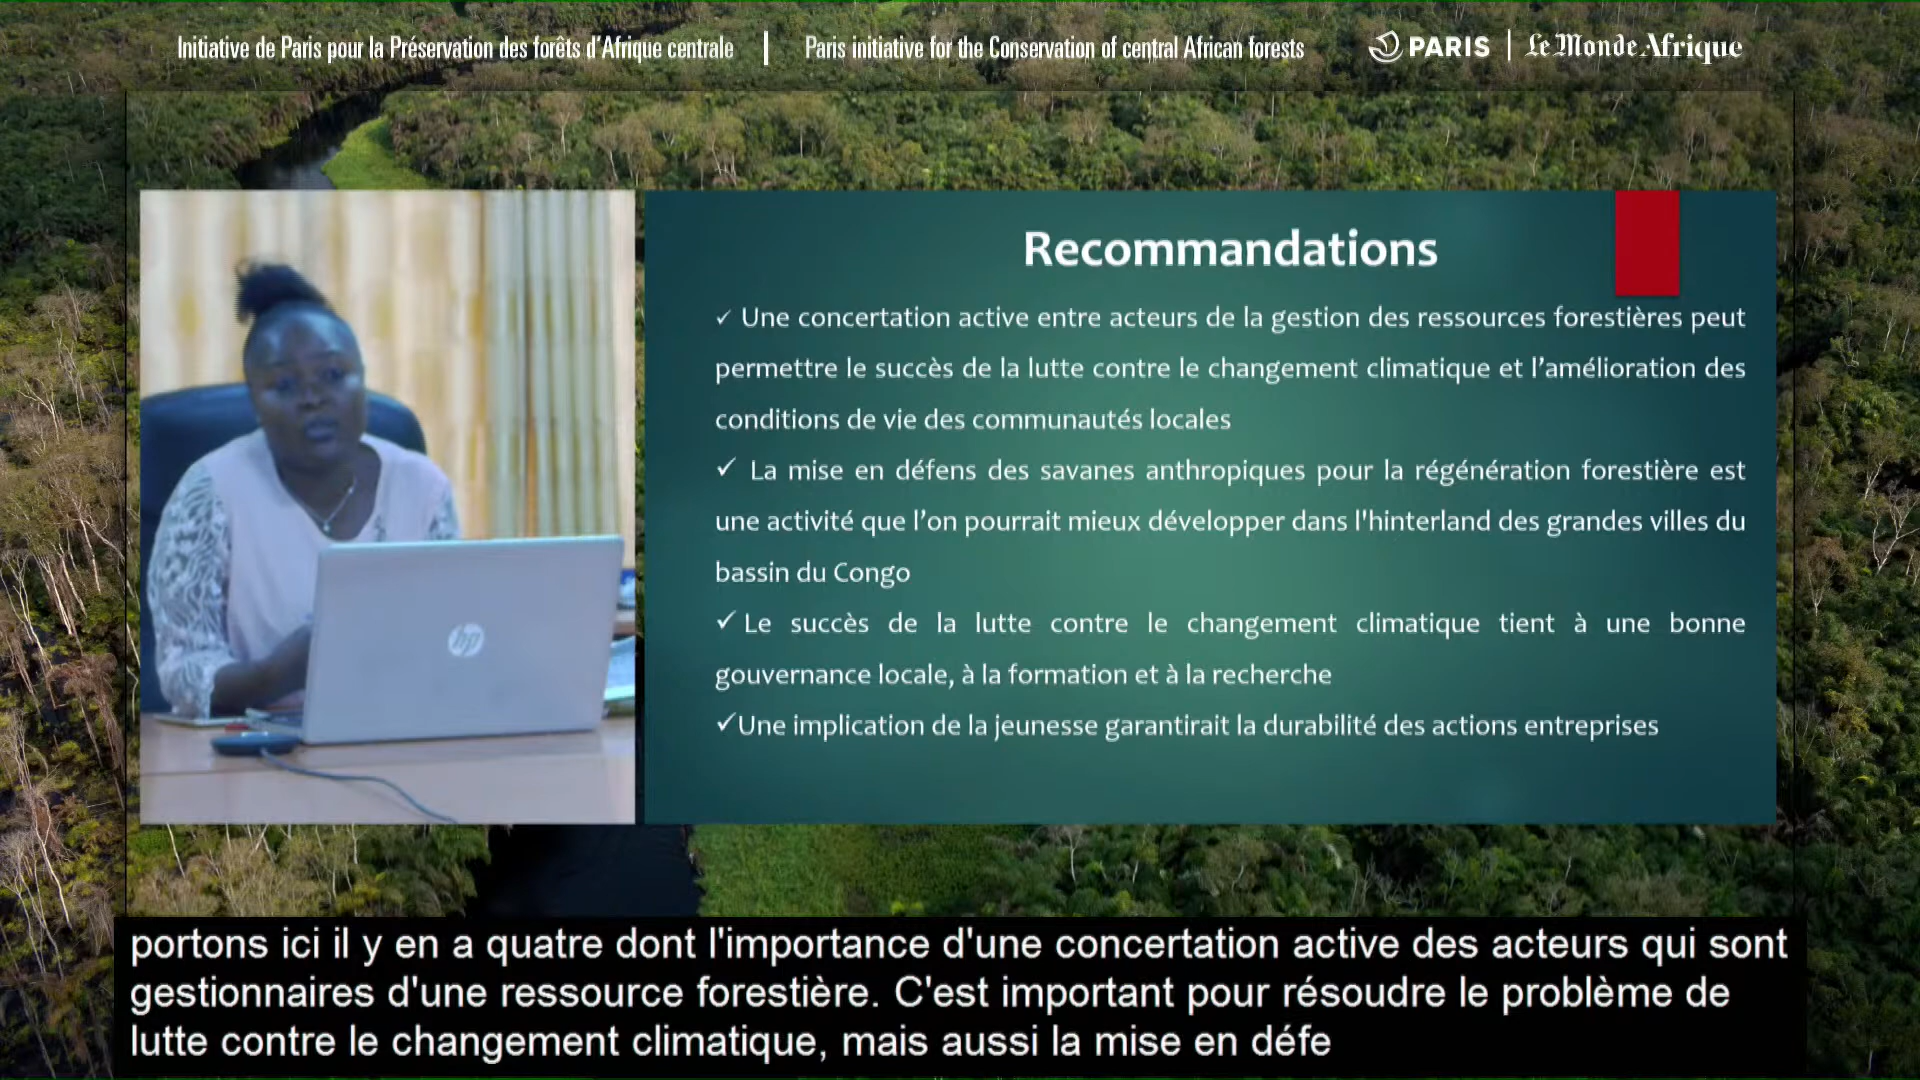 Initiative de Paris pour la Préservation des forêts d'Afrique centrale | Paris initiative for the Conservation of central African forests PARIS | Le Monde Afrique
Recommandations
✓ Une concertation active entre acteurs de la gestion des ressources forestières peut
permettre le succès de la lutte contre le changement climatique et l’amélioration des
conditions de vie des communautés locales
✓ La mise en défens des savanes anthropiques pour la régénération forestière est
une activité que l’on pourrait mieux développer dans l'hinterland des grandes villes du
bassin du Congo
✓ Le succès de la lutte contre le changement climatique tient à une bonne
gouvernance locale, à la formation et à la recherche
✓Une implication de la jeunesse garantirait la durabilité des actions entreprises
hp
portons ici il y en a quatre dont l'importance d'une concertation active des acteurs qui sont
gestionnaires d'une ressource forestière. C'est important pour résoudre le problème de
lutte contre le changement climatique, mais aussi la mise en défe